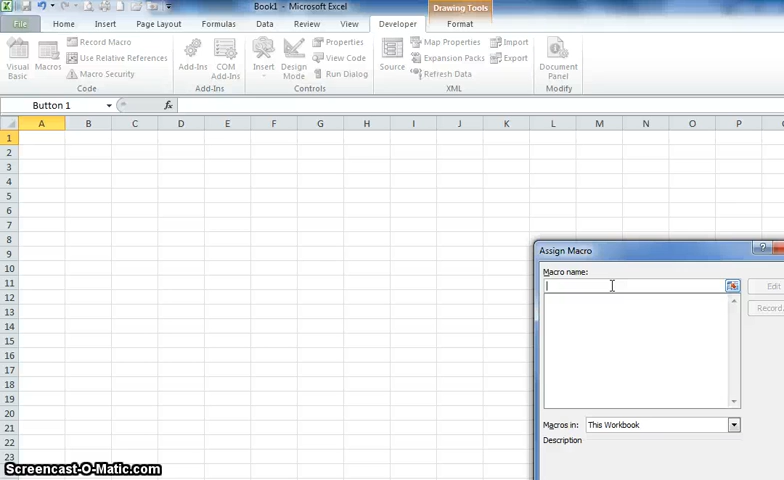 Book1 - Microsoft Excel
Drawing Tools
File Home Insert Page Layout Formulas Data Review View Developer Format
Visual Basic
Macros
Record Macro
Use Relative References
Macro Security
Code
Add-Ins
COM Add-Ins
Add-Ins
Insert
Design Mode
Properties
View Code
Run Dialog
Controls
Source
Map Properties
Expansion Packs
Refresh Data
Import
Export
XML
Document Panel
Modify
Button 1 fx
A B C D E F G H I J K L M N O P
1
2
3
4
5
6
7
8
9
10
11
12
13
14
15
16
17
18
19
20
21
22
23
Assign Macro
Macro name:
Edit
Record.
Macros in: This Workbook
Description
Screencast-O-Matic.com